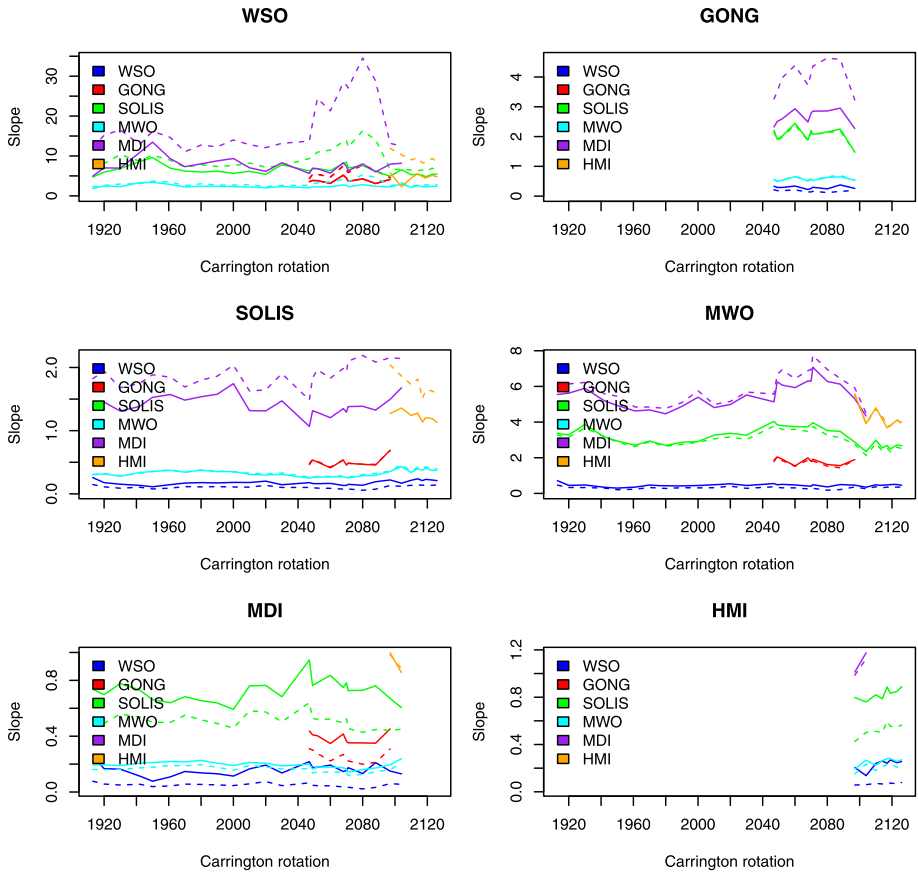 WSO
Slope
0 10 20 30
WSO
GONG
SOLIS
MWO
MDI
HMI
1920 1960 2000 2040 2080 2120
Carrington rotation
GONG
Slope
0 1 2 3 4
WSO
GONG
SOLIS
MWO
MDI
HMI
1920 1960 2000 2040 2080 2120
Carrington rotation
SOLIS
Slope
0.0 1.0 2.0
WSO
GONG
SOLIS
MWO
MDI
HMI
1920 1960 2000 2040 2080 2120
Carrington rotation
MWO
Slope
0 2 4 6 8
WSO
GONG
SOLIS
MWO
MDI
HMI
1920 1960 2000 2040 2080 2120
Carrington rotation
MDI
Slope
0.0 0.4 0.8
WSO
GONG
SOLIS
MWO
MDI
HMI
1920 1960 2000 2040 2080 2120
Carrington rotation
HMI
Slope
0.0 0.4 0.8 1.2
WSO
GONG
SOLIS
MWO
MDI
HMI
1920 1960 2000 2040 2080 2120
Carrington rotation